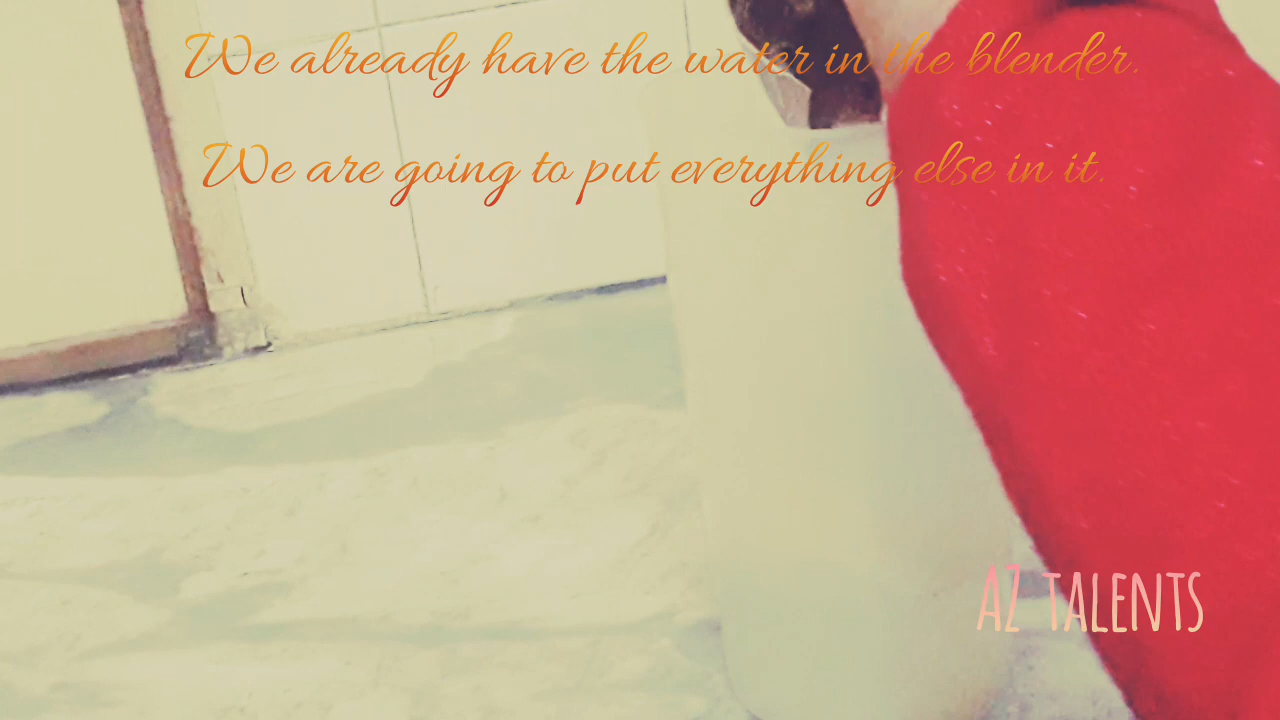 We already have the water in the blender.
We are going to put everything else in it.
AZ TALENTS